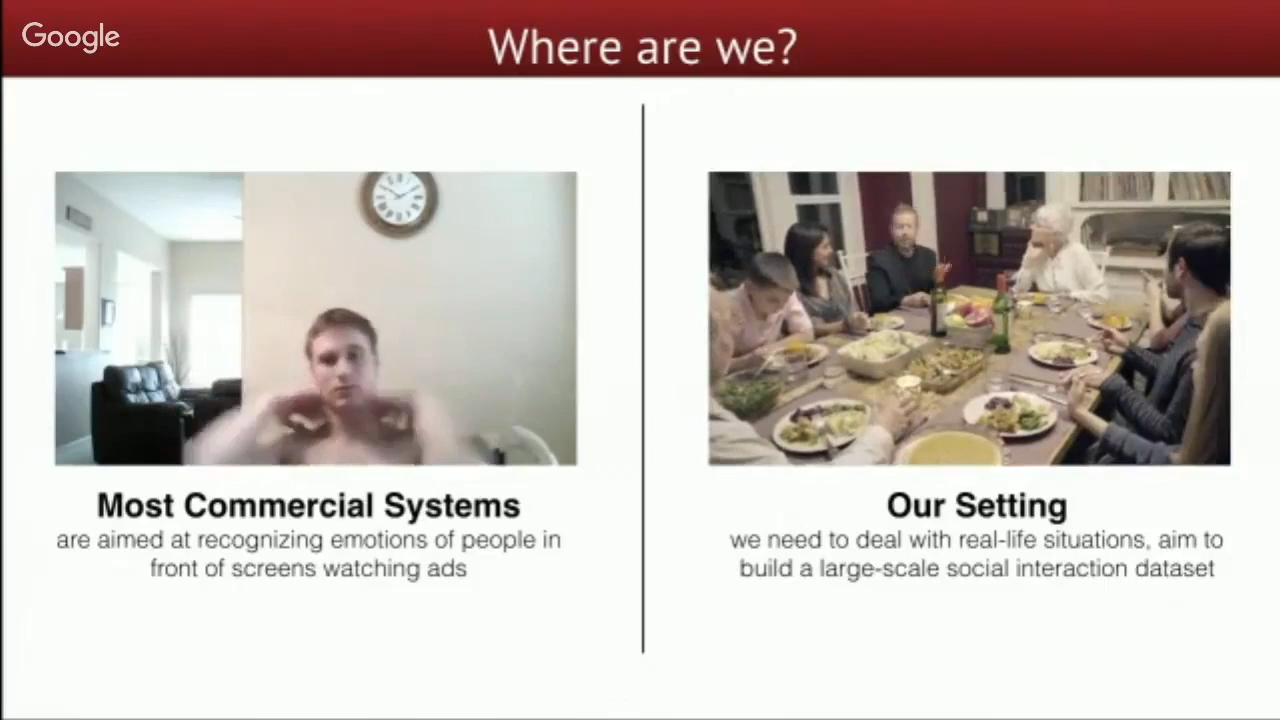 Google
Where are we?
Most Commercial Systems
are aimed at recognizing emotions of people in
front of screens watching ads
Our Setting
we need to deal with real-life situations, aim to
build a large-scale social interaction dataset